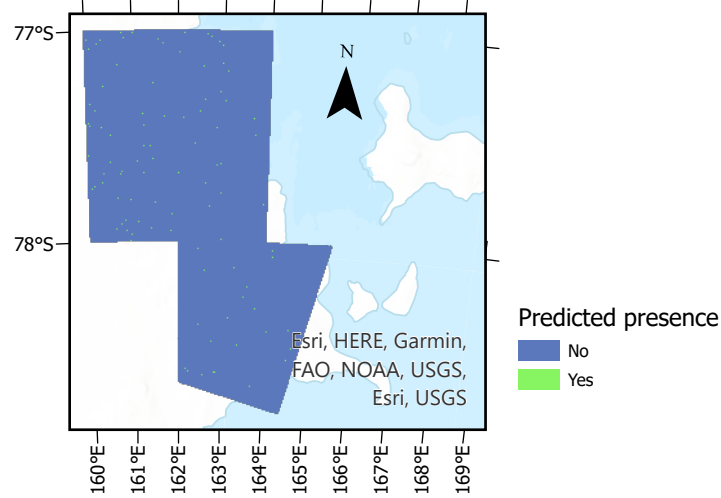 77°S
N
78°S
Esri, HERE, Garmin,
FAO, NOAA, USGS,
Esri, USGS
Predicted presence
No
Yes
160°E
161°E
162°E
163°E
164°E
165°E
166°E
167°E
168°E
169°E